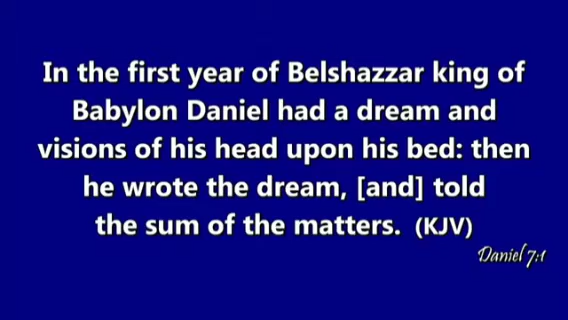 In the first year of Belshazzar king of
Babylon Daniel had a dream and
visions of his head upon his bed: then
he wrote the dream, [and] told
the sum of the matters. (KJV)
Daniel 7:1